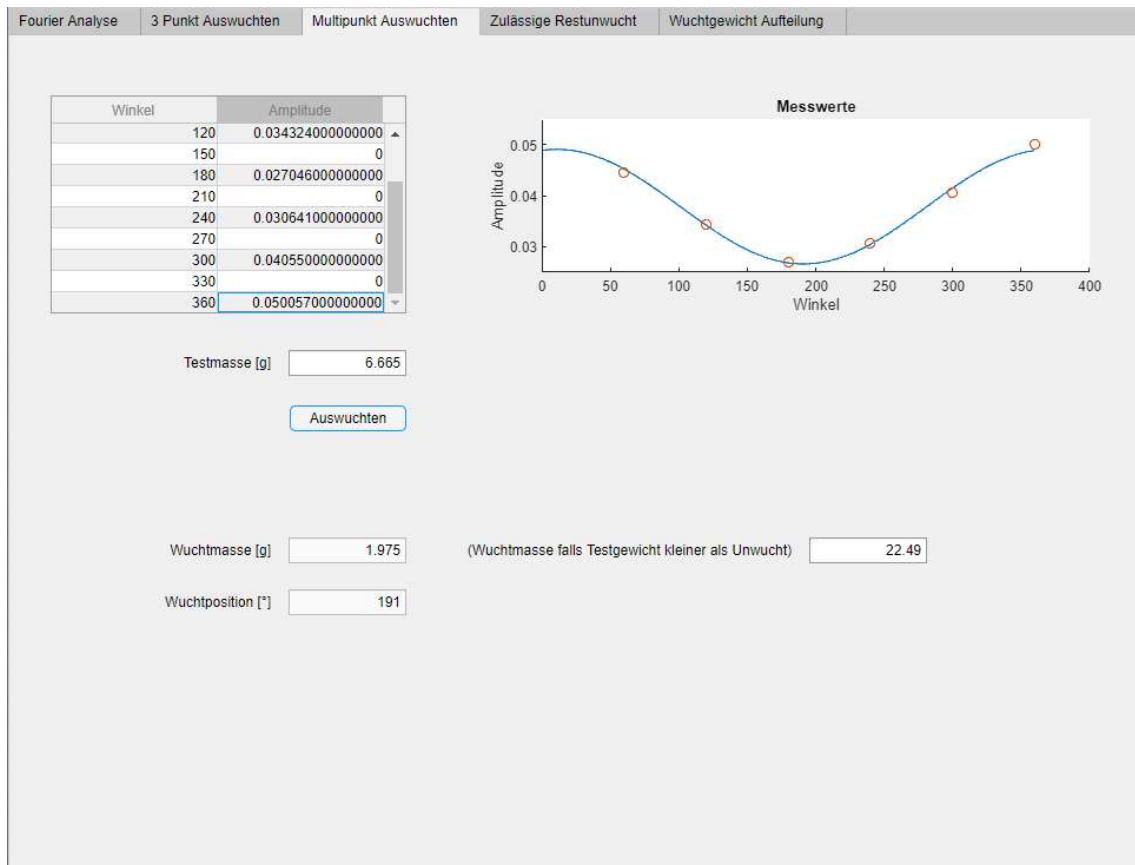 Fourier Analyse 3 Punkt Auswuchten Multipunkt Auswuchten Zulässige Restunwucht Wuchtgewicht Aufteilung
Winkel Amplitude
120 0.034324000000000
150 0
180 0.027046000000000
210 0
240 0.030641000000000
270 0
300 0.040550000000000
330 0
360 0.050057000000000
Messwerte
Amplitude
0.05
0.04
0.03
0 50 100 150 200 250 300 350 400
Winkel
Testmasse [g] 6.665
Auswuchten
Wuchtmasse [g] 1.975 (Wuchtmasse falls Testgewicht kleiner als Unwucht) 22.49
Wuchtposition [°] 191